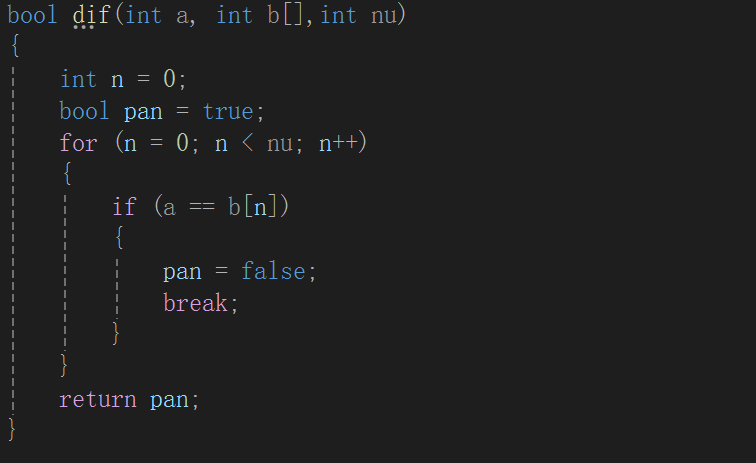 bool dif(int a, int b[],int nu)
{
    int n = 0;
    bool pan = true;
    for (n = 0; n < nu; n++)
    {
        if (a == b[n])
        {
            pan = false;
            break;
        }
    }
    return pan;
}